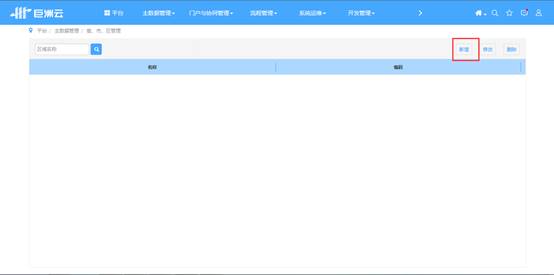 巨洲云 平台 主数据管理 门户与协同管理 流程管理 系统运维 开发管理
平台 / 主数据管理 / 省、市、区管理
区域名称 新增 修改 删除
名称 编码